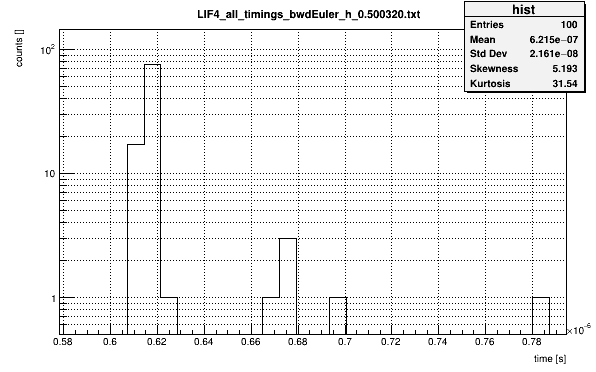 LIF4_all_timings_bwdEuler_h_0.500320.txt
hist
Entries 100
Mean 6.215e−07
Std Dev 2.161e−08
Skewness 5.193
Kurtosis 31.54
counts []
10²
10
1
0.58 0.6 0.62 0.64 0.66 0.68 0.7 0.72 0.74 0.76 0.78
×10⁻⁶
time [s]